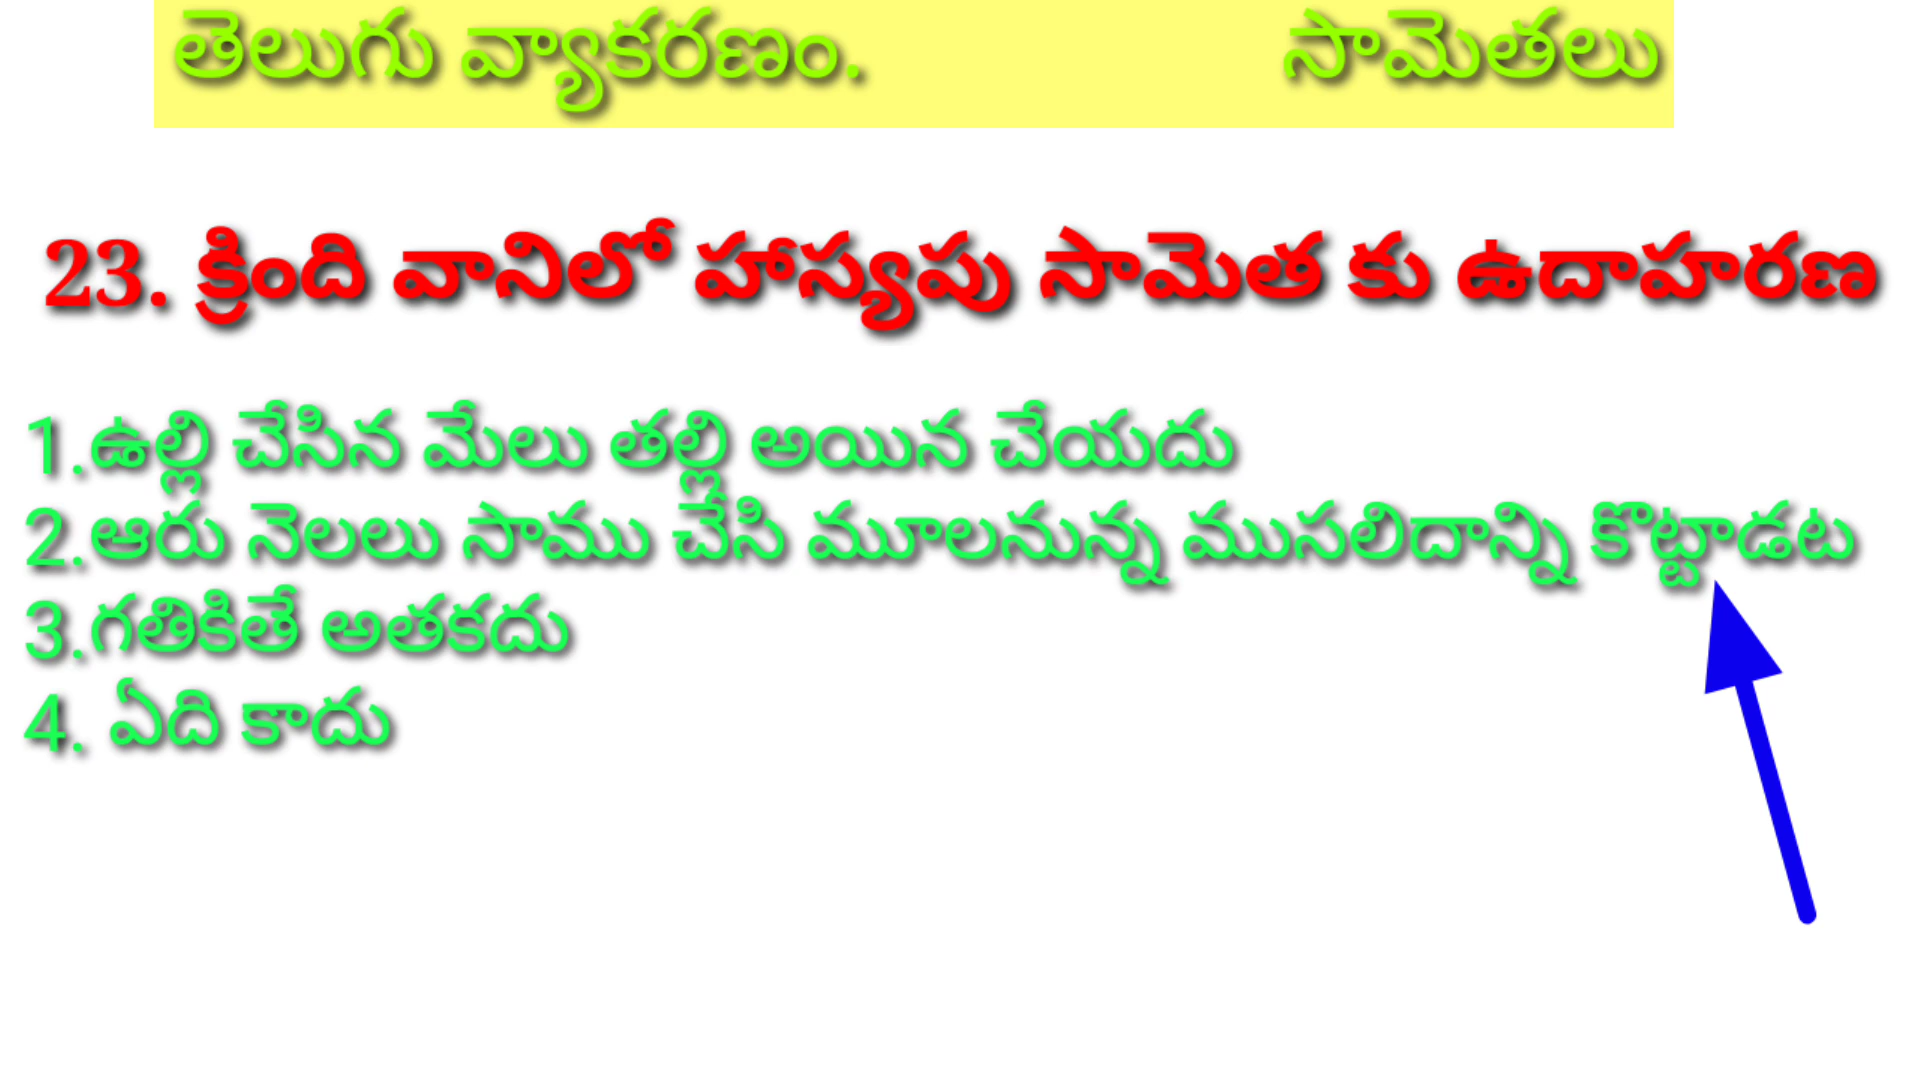 తెలుగు వ్యాకరణం. సామెతలు
23. క్రింది వానిలో హాస్యపు సామెత కు ఉదాహరణ
1.ఉల్లి చేసిన మేలు తల్లి అయిన చేయదు
2.ఆరు నెలలు సాము చేసి మూలనున్న ముసలిదాన్ని కొట్టాడట
3.గతికితే అతకదు
4. ఏది కాదు